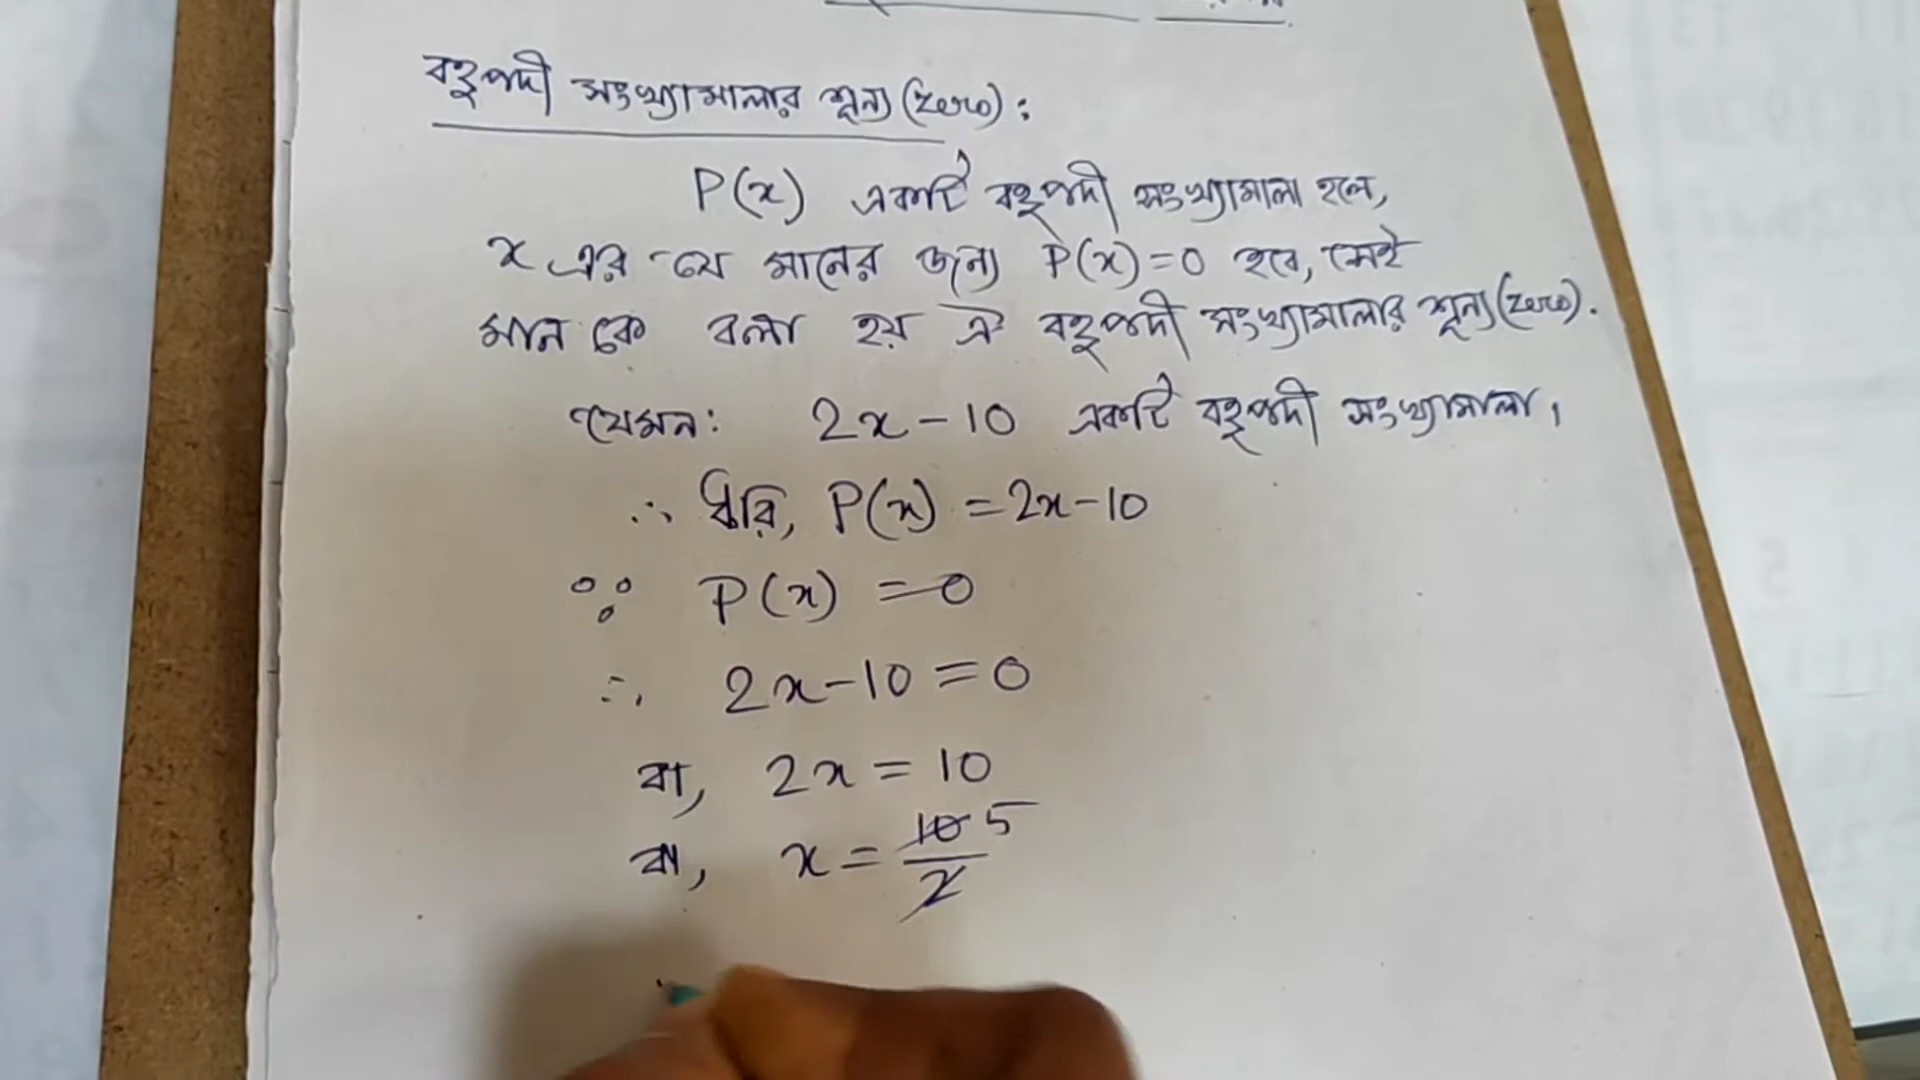 বহুপদী সংখ্যামালার শূন্য (Zero):
P(x) একটি বহুপদী সংখ্যামালা হলে,
x এর যে মানের জন্য P(x)=0 হবে, সেই
মান কে বলা হয় ঐ বহুপদী সংখ্যামালার শূন্য (Zero).
যেমন: 2x-10 একটি বহুপদী সংখ্যামালা।
∴ ধরি, P(x) = 2x-10
∵ P(x) = 0
∴ 2x-10 = 0
বা, 2x = 10
বা, x = 10/2 5